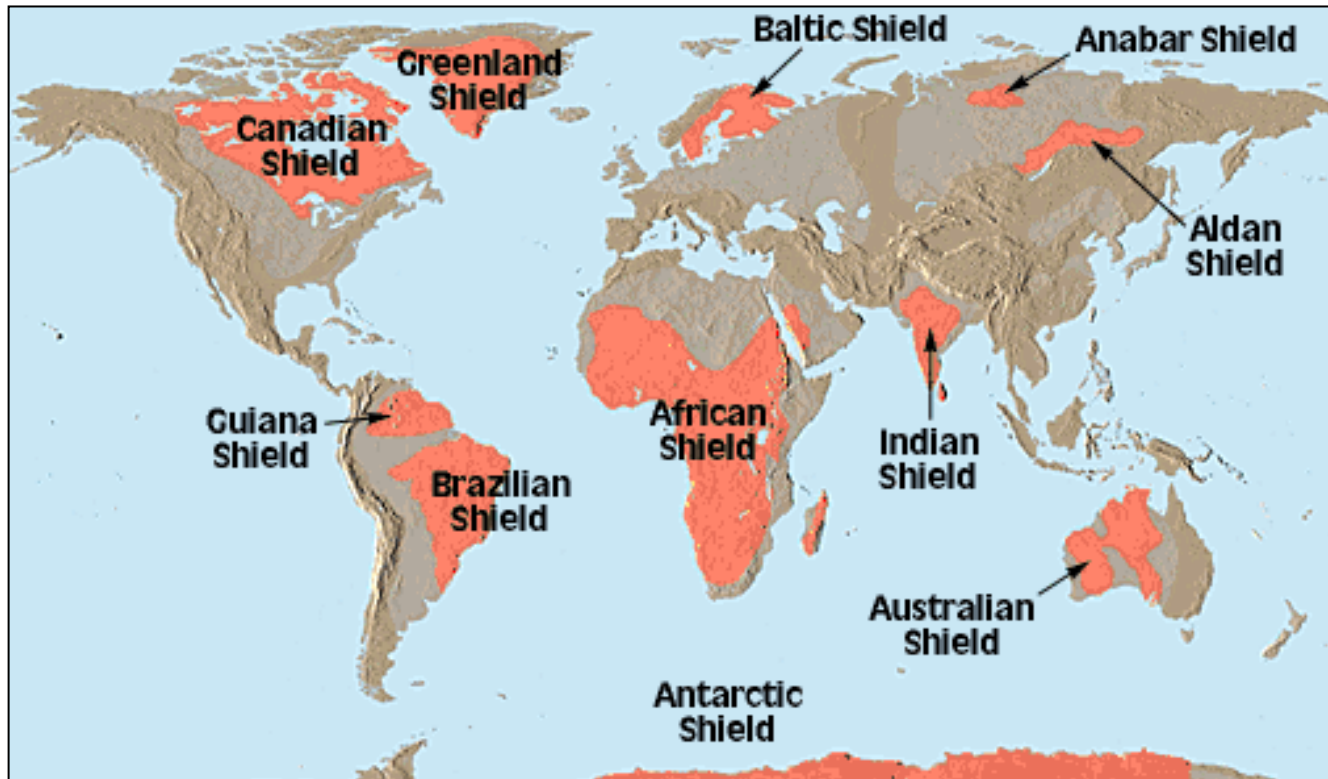 Baltic Shield
Anabar Shield
Greenland
Shield
Canadian
Shield
Aldan
Shield
Guiana
Shield
African
Shield
Indian
Shield
Brazilian
Shield
Australian
Shield
Antarctic
Shield